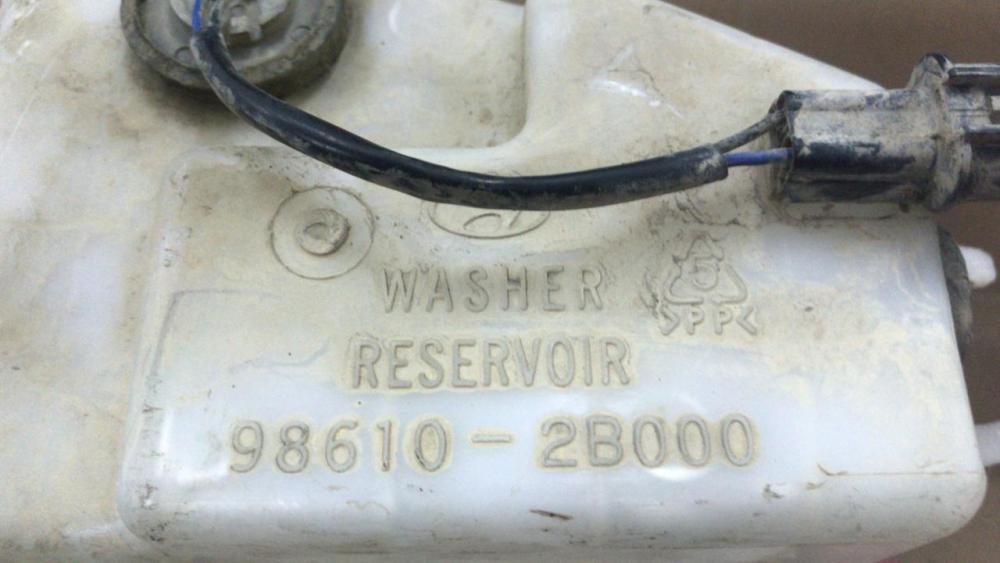 WASHER
5
>PP<
RESERVOIR
98610-2B000